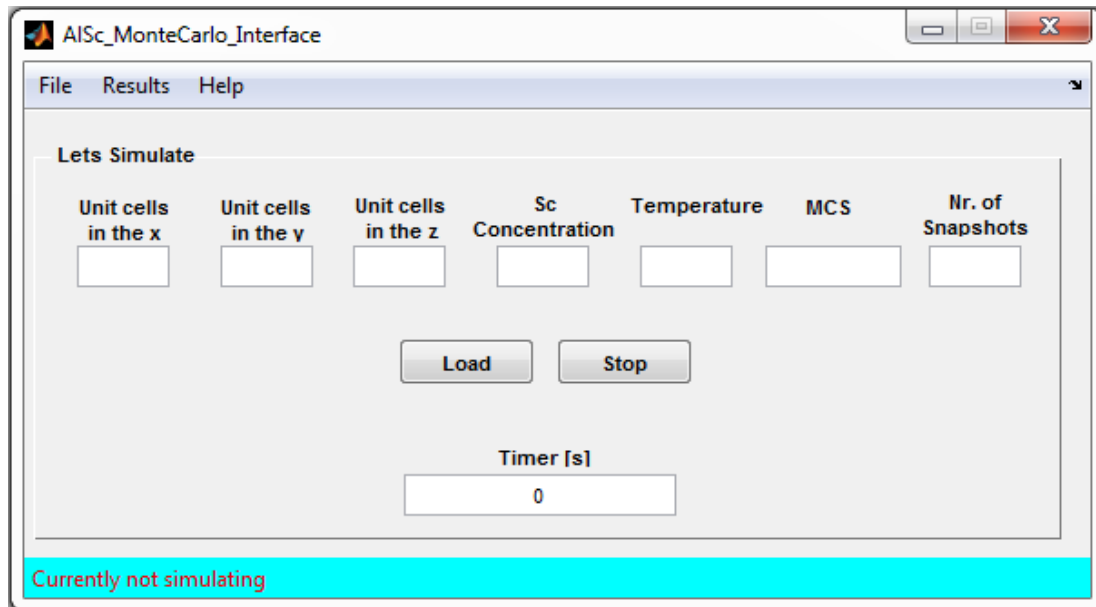 AlSc_MonteCarlo_Interface
File Results Help
Lets Simulate
Unit cells
in the x
Unit cells
in the y
Unit cells
in the z
Sc
Concentration
Temperature
MCS
Nr. of
Snapshots
Load
Stop
Timer [s]
0
Currently not simulating